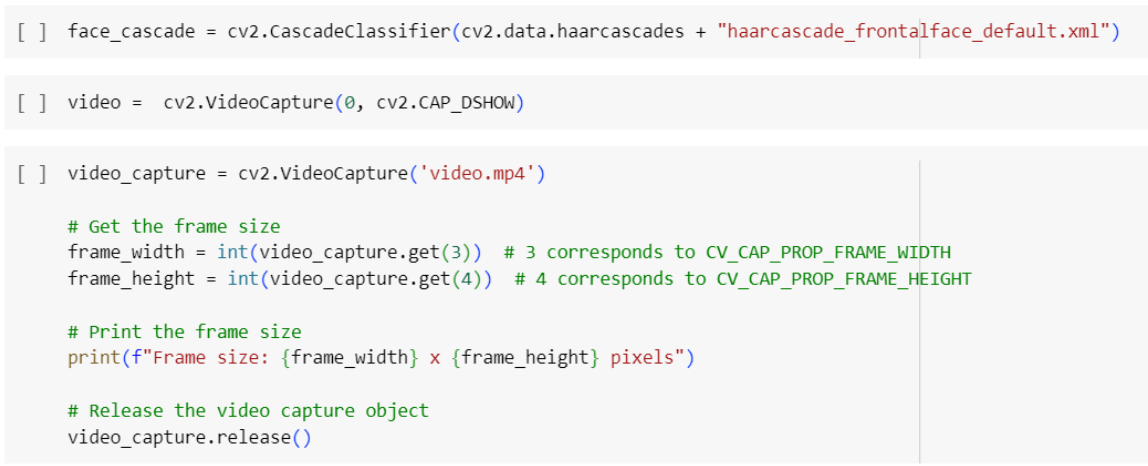 [ ] face_cascade = cv2.CascadeClassifier(cv2.data.haarcascades + "haarcascade_frontalface_default.xml")
[ ] video =  cv2.VideoCapture(0, cv2.CAP_DSHOW)
[ ] video_capture = cv2.VideoCapture('video.mp4')
# Get the frame size
frame_width = int(video_capture.get(3))  # 3 corresponds to CV_CAP_PROP_FRAME_WIDTH
frame_height = int(video_capture.get(4))  # 4 corresponds to CV_CAP_PROP_FRAME_HEIGHT
# Print the frame size
print(f"Frame size: {frame_width} x {frame_height} pixels")
# Release the video capture object
video_capture.release()